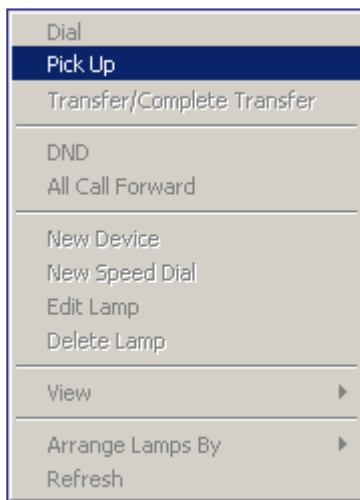 Dial
Pick Up
Transfer/Complete Transfer
DND
All Call Forward
New Device
New Speed Dial
Edit Lamp
Delete Lamp
View
Arrange Lamps By
Refresh